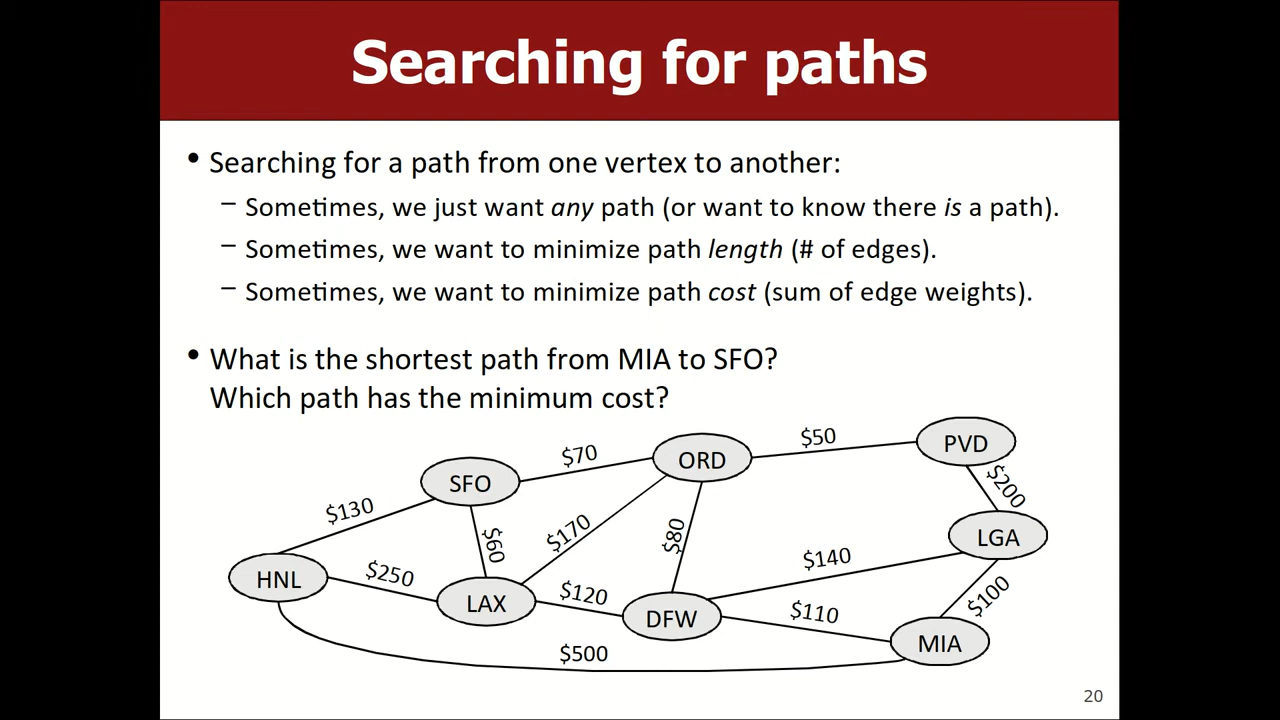 Searching for paths
• Searching for a path from one vertex to another:
– Sometimes, we just want any path (or want to know there is a path).
– Sometimes, we want to minimize path length (# of edges).
– Sometimes, we want to minimize path cost (sum of edge weights).
• What is the shortest path from MIA to SFO?
Which path has the minimum cost?
$50
PVD
$70
ORD
SFO
$200
$130
$170
$80
LGA
$60
$140
HNL
$250
LAX
$120
DFW
$110
$100
MIA
$500
20